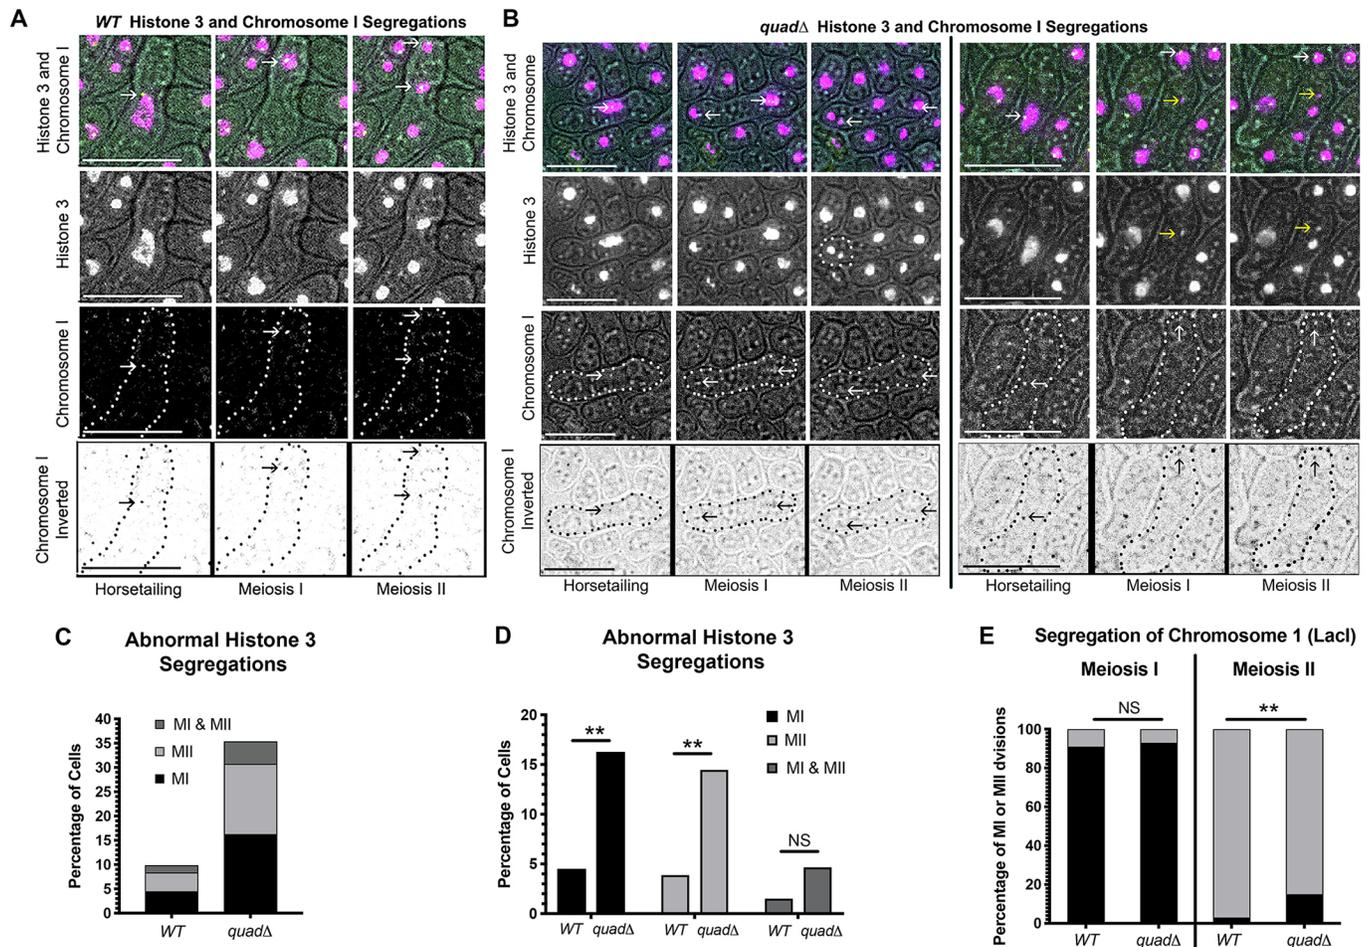 A
WT Histone 3 and Chromosome I Segregations
Histone 3 and
Chromosome I
Histone 3
Chromosome I
Chromosome I
Inverted
Horsetailing
Meiosis I
Meiosis II
B
quadΔ Histone 3 and Chromosome I Segregations
Histone 3 and
Chromosome
Histone 3
Chromosome I
Chromosome I
Inverted
Horsetailing
Meiosis I
Meiosis II
Horsetailing
Meiosis I
Meiosis II
C
Abnormal Histone 3
Segregations
Percentage of Cells
40
35
30
25
20
15
10
5
0
MI & MII
MII
MI
WT
quadΔ
D
Abnormal Histone 3
Segregations
Percentage of Cells
20
15
10
5
0
**
**
NS
MI
MII
MI & MII
WT quadΔ
WT quadΔ
WT quadΔ
E
Segregation of Chromosome 1 (LacI)
Meiosis I
Meiosis II
Percentage of MI or MII dvisions
100
80
60
40
20
0
NS
**
WT
quadΔ
WT
quadΔ